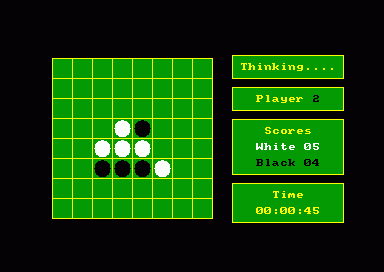 Thinking....
Player 2
Scores
White 05
Black 04
Time
00:00:45